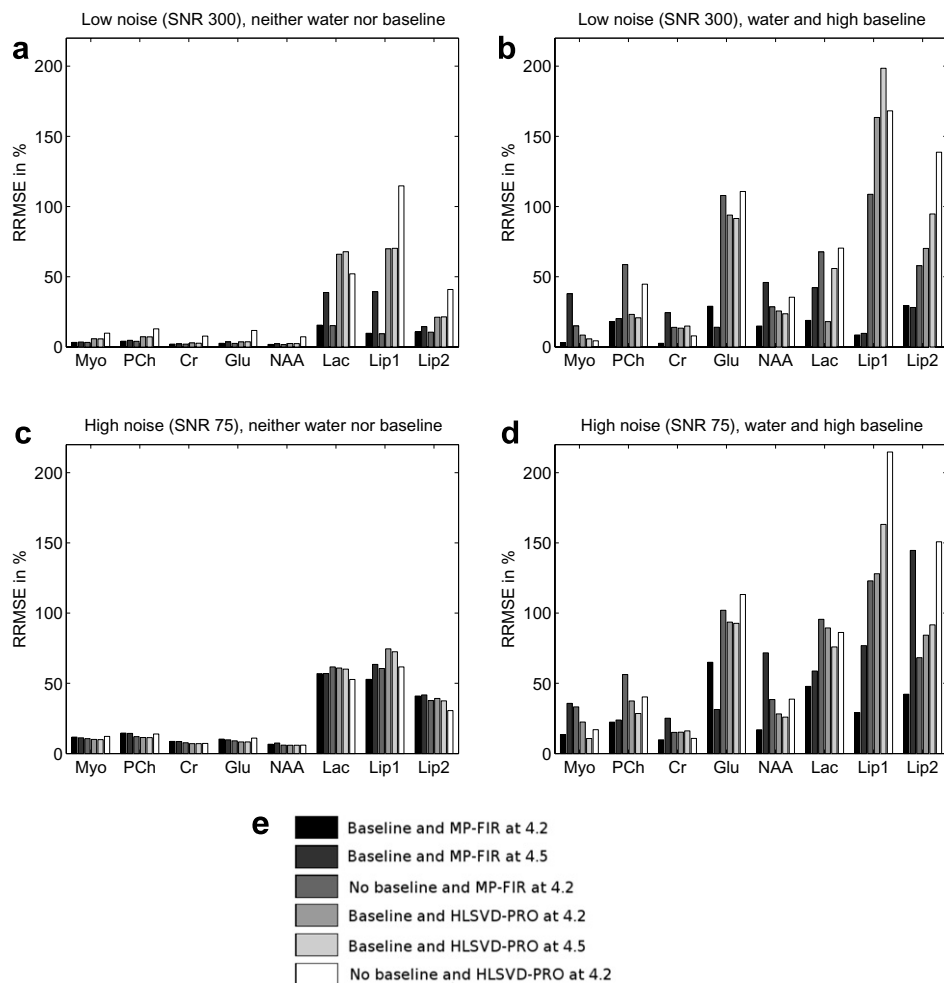 Low noise (SNR 300), neither water nor baseline
a
200
150
100
50
0
RRMSE in %
Myo PCh Cr Glu NAA Lac Lip1 Lip2
Low noise (SNR 300), water and high baseline
b
200
150
100
50
0
RRMSE in %
Myo PCh Cr Glu NAA Lac Lip1 Lip2
High noise (SNR 75), neither water nor baseline
c
200
150
100
50
0
RRMSE in %
Myo PCh Cr Glu NAA Lac Lip1 Lip2
High noise (SNR 75), water and high baseline
d
200
150
100
50
0
RRMSE in %
Myo PCh Cr Glu NAA Lac Lip1 Lip2
e
Baseline and MP-FIR at 4.2
Baseline and MP-FIR at 4.5
No baseline and MP-FIR at 4.2
Baseline and HLSVD-PRO at 4.2
Baseline and HLSVD-PRO at 4.5
No baseline and HLSVD-PRO at 4.2